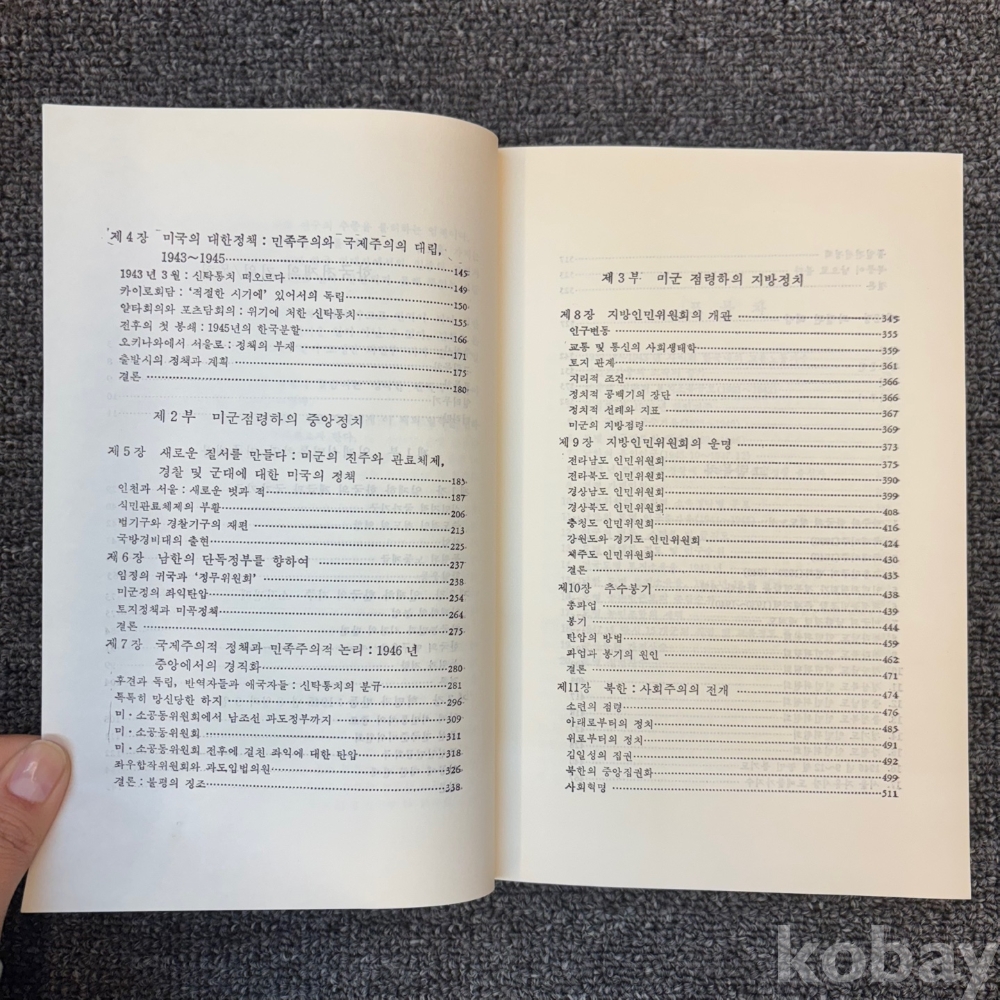 제 4 장 미국의 대한정책 : 민족주의와 국제주의의 대립,
1943～1945 145
1943년 3월 : 신탁통치 떠오르다 149
카이로회담 : ‘적절한 시기에’ 있어서의 독립 150
얄타회의와 포츠담회의 : 위기에 처한 신탁통치 155
전후의 첫 봉쇄 : 1945년의 한국분할 166
오키나와에서 서울로 : 정책의 부재 171
출발시의 정책과 계획 175
결론 180
제 2 부 미군점령하의 중앙정치
제 5 장 새로운 질서를 만들다 : 미군의 진주와 관료체제,
경찰 및 군대에 대한 미국의 정책 185
인천과 서울 : 새로운 벗과 적 187
식민관료체제의 부활 206
법기구와 경찰기구의 재편 213
국방경비대의 출현 225
제 6 장 남한의 단독정부를 향하여 237
임정의 귀국과 ‘정무위원회’ 238
미군정의 좌익탄압 254
토지정책과 미곡정책 264
결론 275
제 7 장 국제주의적 정책과 민족주의적 논리 : 1946년
중앙에서의 경직화 280
후견과 독립, 반역자들과 애국자들 : 신탁통치의 분규 281
톡톡히 망신당한 하지 296
미·소공동위원회에서 남조선 과도정부까지 309
미·소공동위원회 311
미·소공동위원회 전후에 걸친 좌익에 대한 탄압 318
좌우합작위원회와 과도입법의원 326
결론 : 불평의 징조 338
제 3 부 미군 점령하의 지방정치
제 8 장 지방인민위원회의 개관 345
인구변동 355
교통 및 통신의 사회생태학 359
토지 관계 361
지리적 조건 366
정치적 공백기의 장단 366
정치적 선례와 지표 367
미군의 지방점령 369
제 9 장 지방인민위원회의 운명 373
전라남도 인민위원회 375
전라북도 인민위원회 390
경상남도 인민위원회 395
경상북도 인민위원회 408
충청도 인민위원회 416
강원도와 경기도 인민위원회 424
제주도 인민위원회 430
결론 433
제10장 추수봉기 438
총파업 439
봉기 444
탄압의 방법 459
파업과 봉기의 원인 462
결론 471
제11장 북한 : 사회주의의 전개 474
소련의 점령 476
아래로부터의 정치 485
위로부터의 정치 491
김일성의 집권 492
북한의 중앙집권화 499
사회혁명 511
kobay